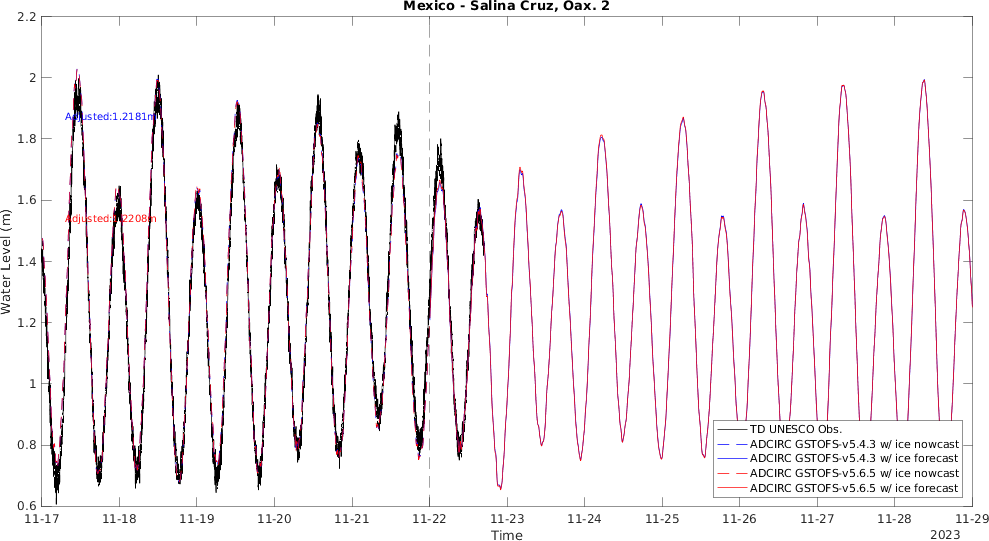 Mexico - Salina Cruz, Oax. 2
2.2
2
1.8
1.6
1.4
1.2
1
0.8
0.6
Water Level (m)
Adjusted:1.2181m
Adjusted:1.2208m
TD UNESCO Obs.
ADCIRC GSTOFS-v5.4.3 w/ ice nowcast
ADCIRC GSTOFS-v5.4.3 w/ ice forecast
ADCIRC GSTOFS-v5.6.5 w/ ice nowcast
ADCIRC GSTOFS-v5.6.5 w/ ice forecast
11-17 11-18 11-19 11-20 11-21 11-22 11-23 11-24 11-25 11-26 11-27 11-28 11-29
Time
2023